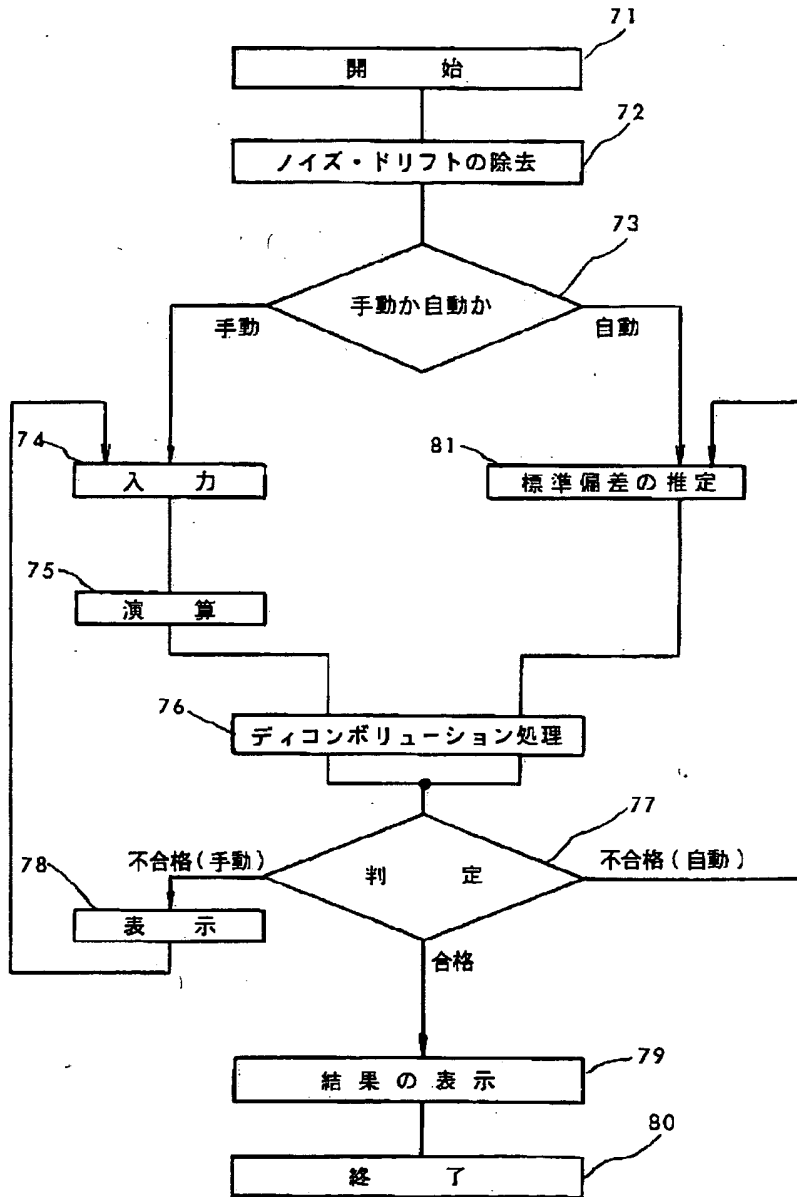 71
開始
72
ノイズ・ドリフトの除去
73
手動か自動か
手動
自動
74
入力
81
標準偏差の推定
75
演算
76
ディコンボリューション処理
77
不合格(手動)
判定
不合格(自動)
78
表示
合格
79
結果の表示
80
終了